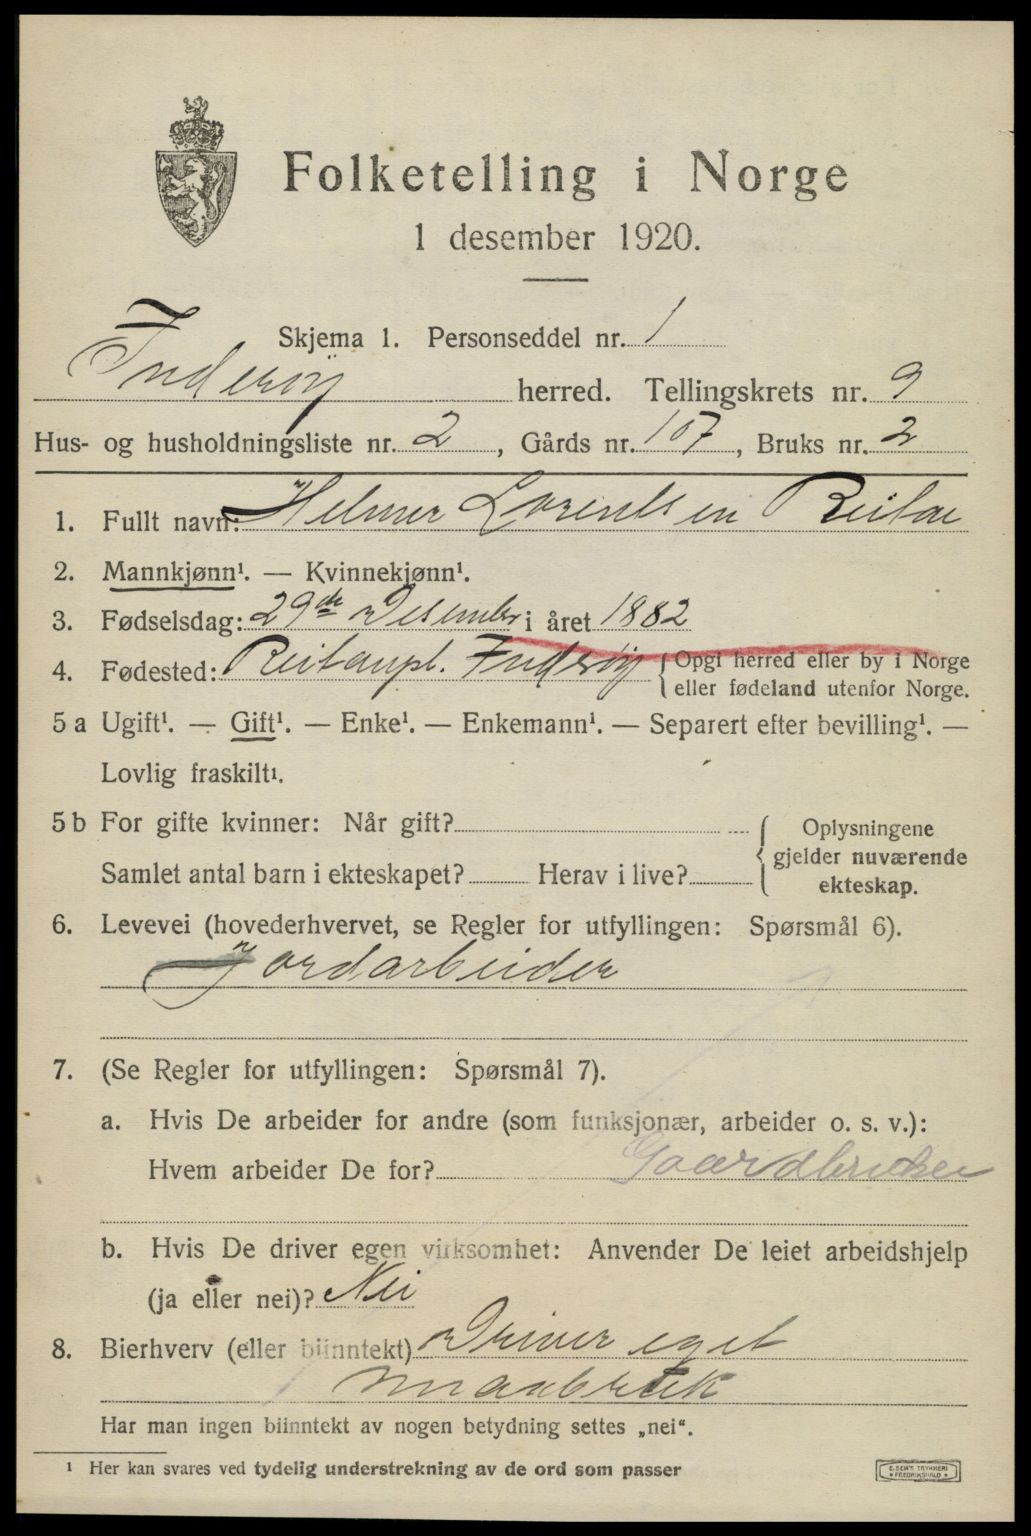 Folketelling i Norge
1 desember 1920.
Skjema 1. Personseddel nr. 1
Inderøy herred. Tellingskrets nr. 9
Hus- og husholdningsliste nr. 2, Gårds nr. 107, Bruks nr. 2
1. Fullt navn: Helmer Lorentsen Reitan
2. Mannkjønn¹. — Kvinnekjønn¹.
3. Fødselsdag: 29de Desember i året 1882
4. Fødested: Reitanpl. Inderøy { Opgi herred eller by i Norge
eller fødeland utenfor Norge.
5 a Ugift¹. — Gift¹. — Enke¹. — Enkemann¹. — Separert efter bevilling¹. —
Lovlig fraskilt¹.
5 b For gifte kvinner: Når gift?
Samlet antal barn i ekteskapet? Herav i live?
{ Oplysningene
gjelder nuværende
ekteskap.
6. Levevei (hovederhvervet, se Regler for utfyllingen: Spørsmål 6).
Jordarbeider
7. (Se Regler for utfyllingen: Spørsmål 7).
a. Hvis De arbeider for andre (som funksjonær, arbeider o. s. v.):
Hvem arbeider De for? Gaardbruker
b. Hvis De driver egen virksomhet: Anvender De leiet arbeidshjelp
(ja eller nei)? Nei
8. Bierhverv (eller biinntekt) Driver eget
smaabruk
Har man ingen biinntekt av nogen betydning settes „nei“.
¹ Her kan svares ved tydelig understrekning av de ord som passer
E. SEM'S TRYKKERI
FREDRIKSHALD